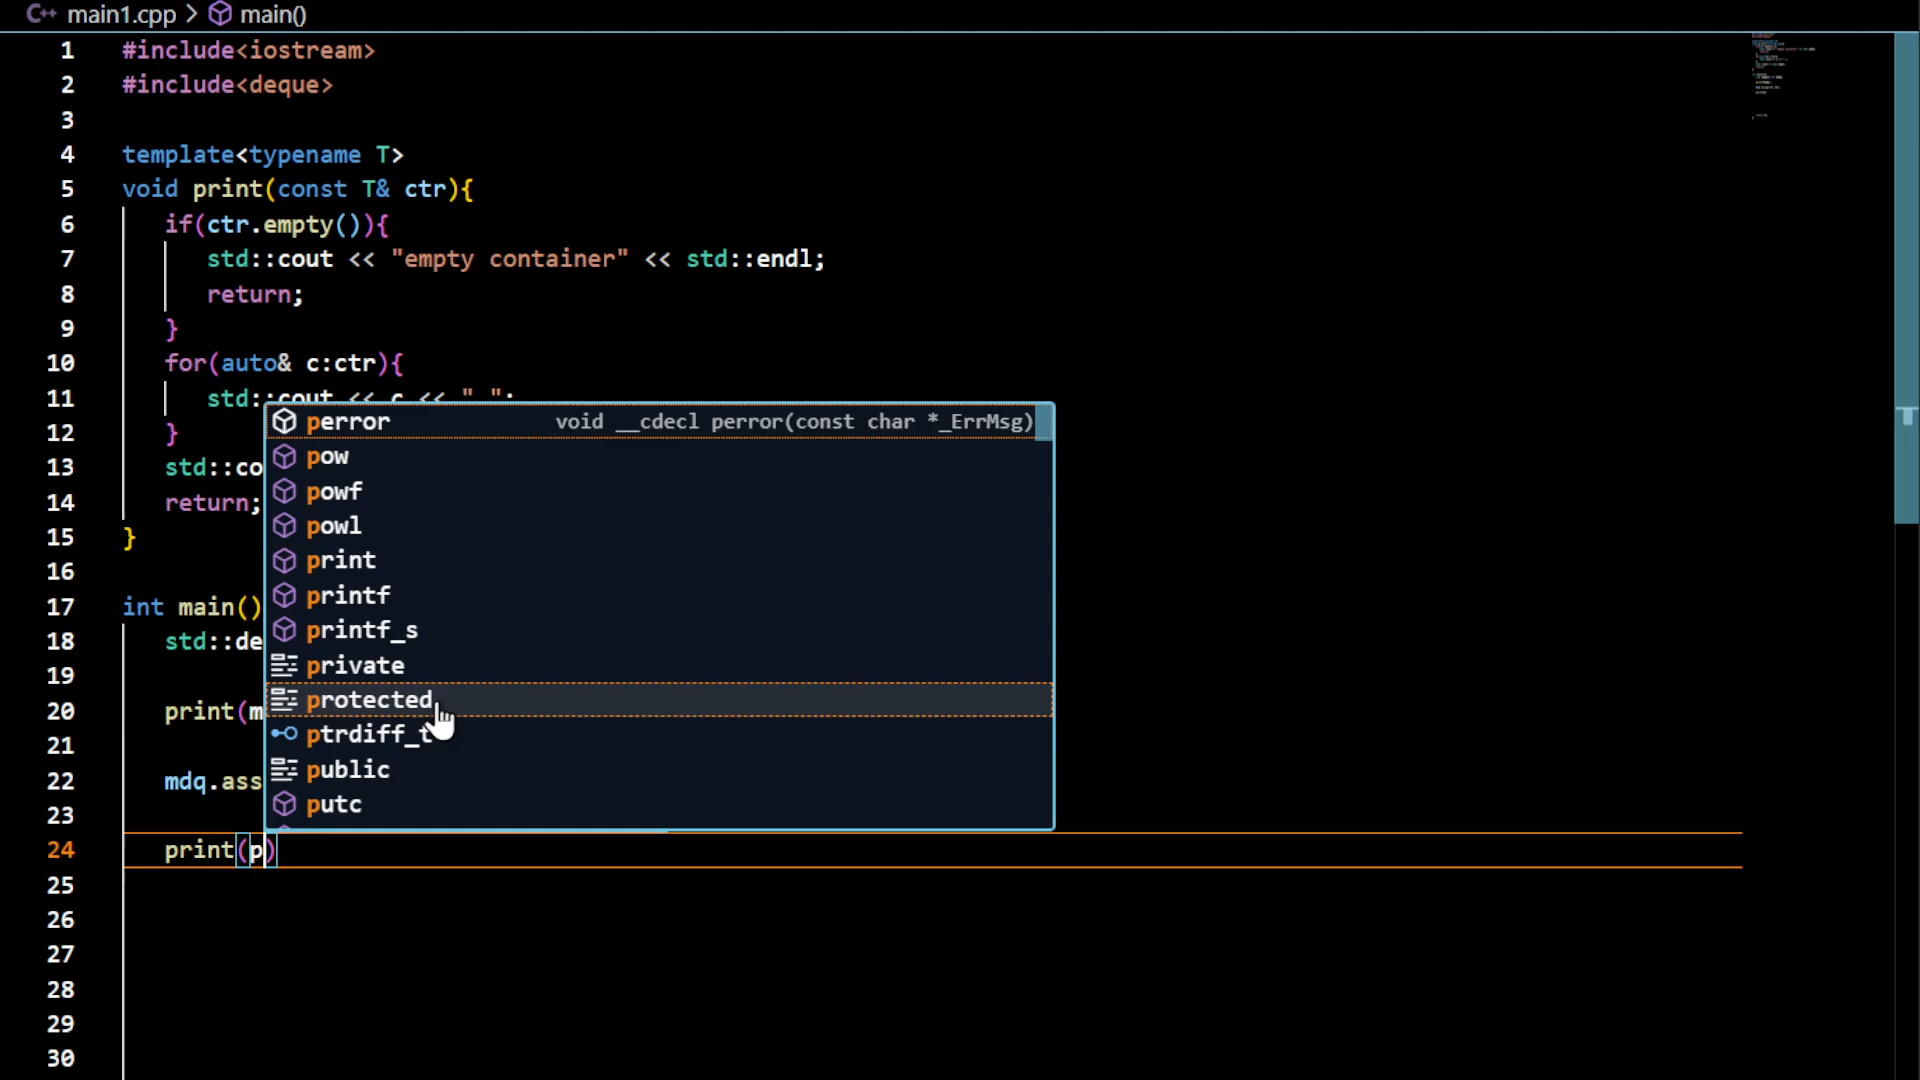 main1.cpp > main()
1 #include<iostream>
2 #include<deque>
3
4 template<typename T>
5 void print(const T& ctr){
6 if(ctr.empty()){
7 std::cout << "empty container" << std::endl;
8 return;
9 }
10 for(auto& c:ctr){
11 std::cout << c << " ";
perror void __cdecl perror(const char *_ErrMsg)
12 }
pow
13 std::co
powf
14 return;
powl
15 }
print
16
printf
17 int main()
printf_s
18 std::de
private
19
protected
20 print(m
ptrdiff_t
21
public
22 mdq.ass
putc
23
24 print(p)
25
26
27
28
29
30